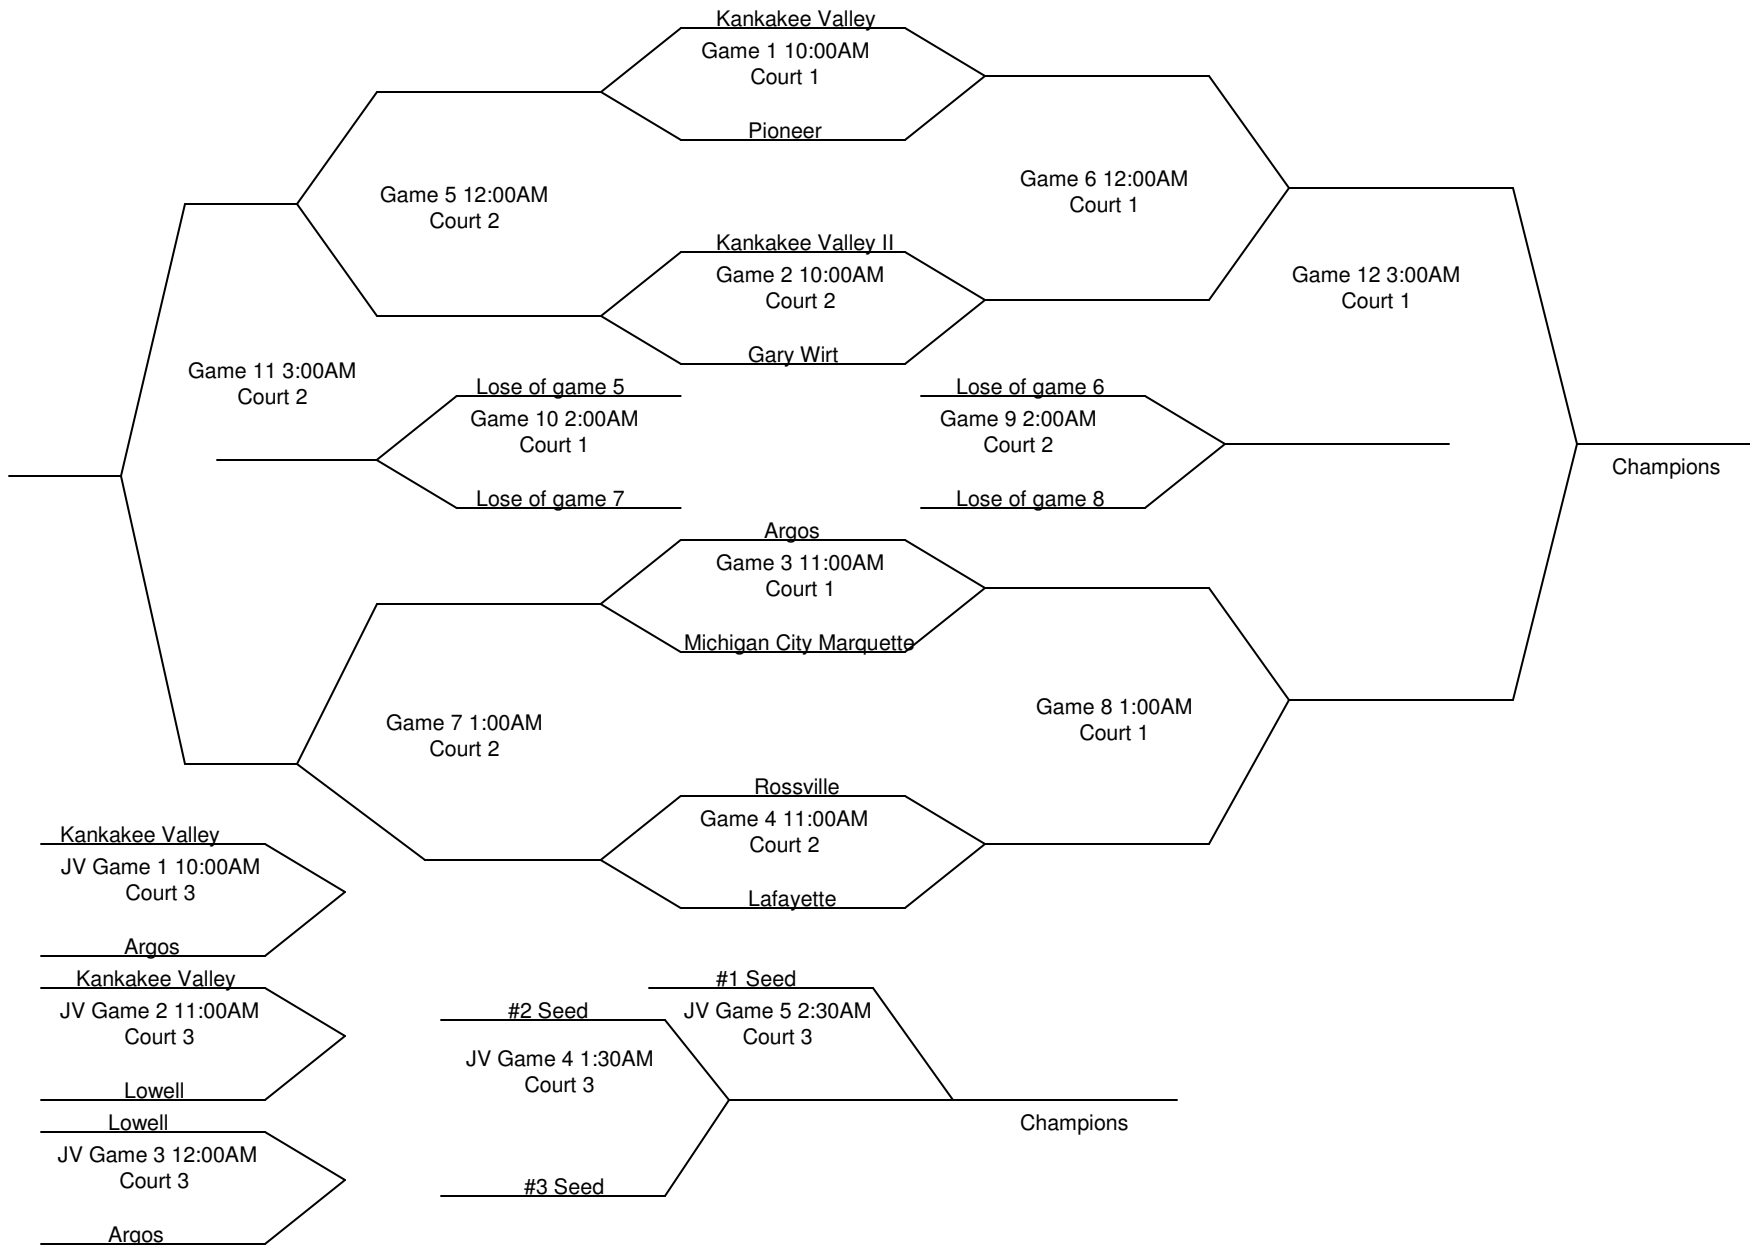 Kankakee Valley
Game 1 10:00AM
Court 1
Pioneer
Game 5 12:00AM
Court 2
Game 6 12:00AM
Court 1
Kankakee Valley II
Game 2 10:00AM
Court 2
Gary Wirt
Game 12 3:00AM
Court 1
Game 11 3:00AM
Court 2
Lose of game 5
Game 10 2:00AM
Court 1
Lose of game 7
Lose of game 6
Game 9 2:00AM
Court 2
Lose of game 8
Champions
Argos
Game 3 11:00AM
Court 1
Michigan City Marquette
Game 7 1:00AM
Court 2
Game 8 1:00AM
Court 1
Rossville
Game 4 11:00AM
Court 2
Lafayette
Kankakee Valley
JV Game 1 10:00AM
Court 3
Argos
Kankakee Valley
JV Game 2 11:00AM
Court 3
Lowell
Lowell
JV Game 3 12:00AM
Court 3
Argos
#1 Seed
JV Game 5 2:30AM
Court 3
#2 Seed
JV Game 4 1:30AM
Court 3
#3 Seed
Champions